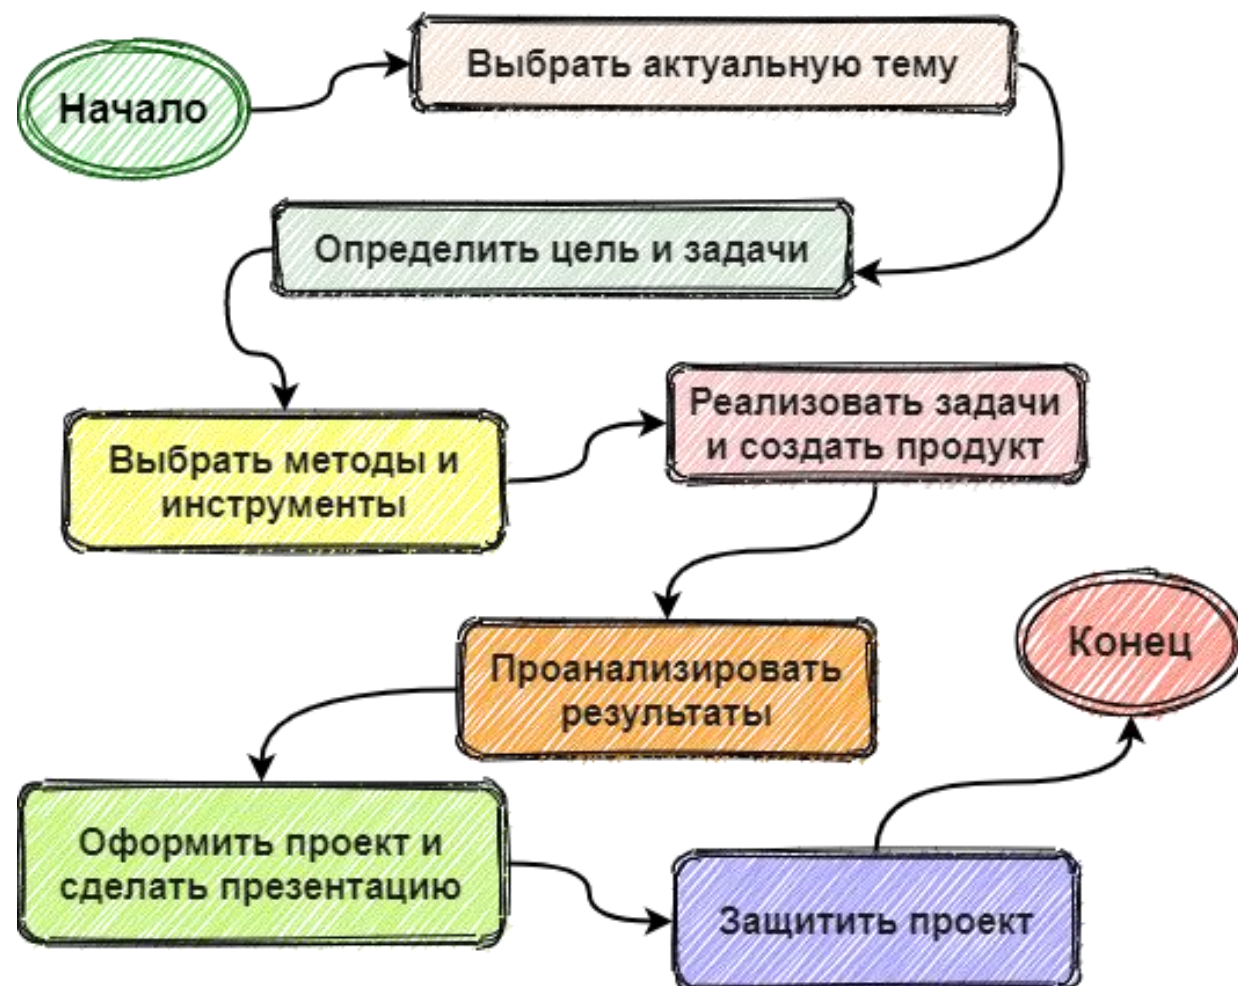 Начало
Выбрать актуальную тему
Определить цель и задачи
Выбрать методы и
инструменты
Реализовать задачи
и создать продукт
Проанализировать
результаты
Оформить проект и
сделать презентацию
Защитить проект
Конец